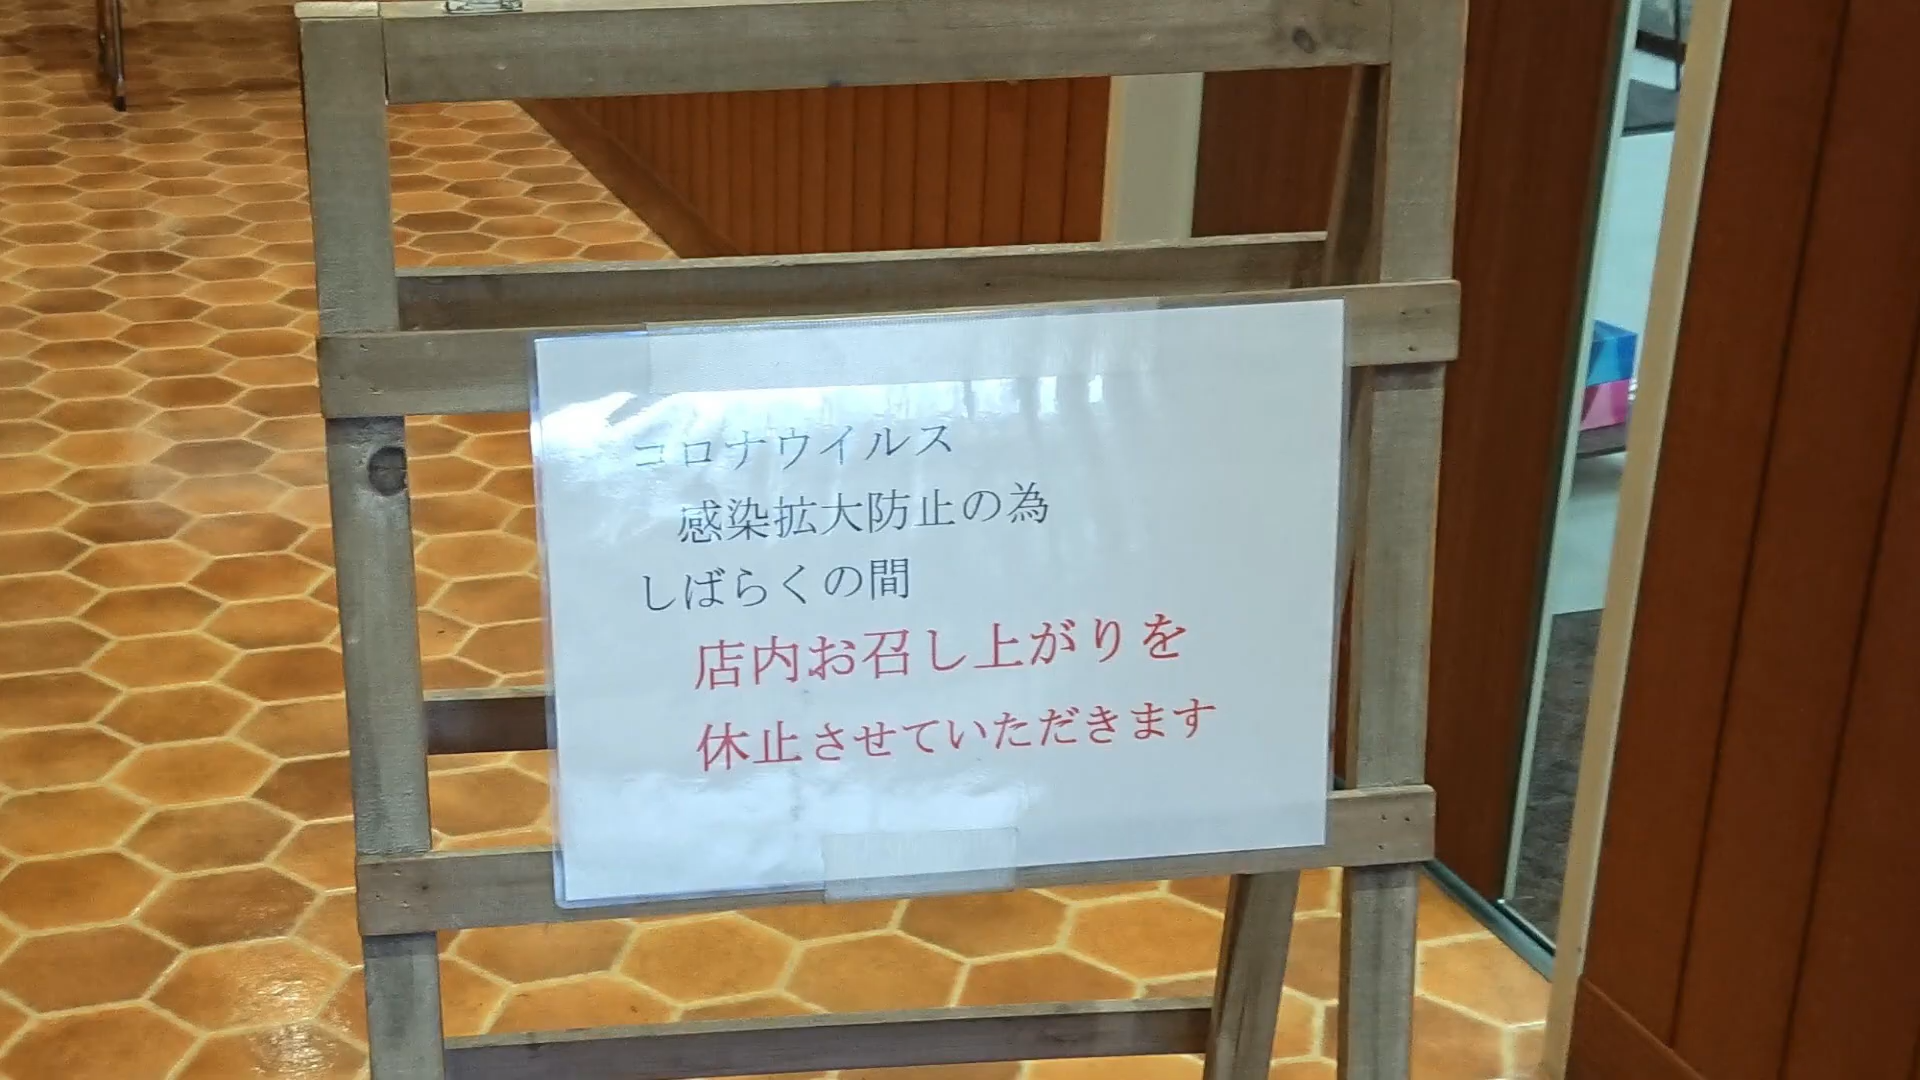 コロナウイルス
感染拡大防止の為
しばらくの間
店内お召し上がりを
休止させていただきます